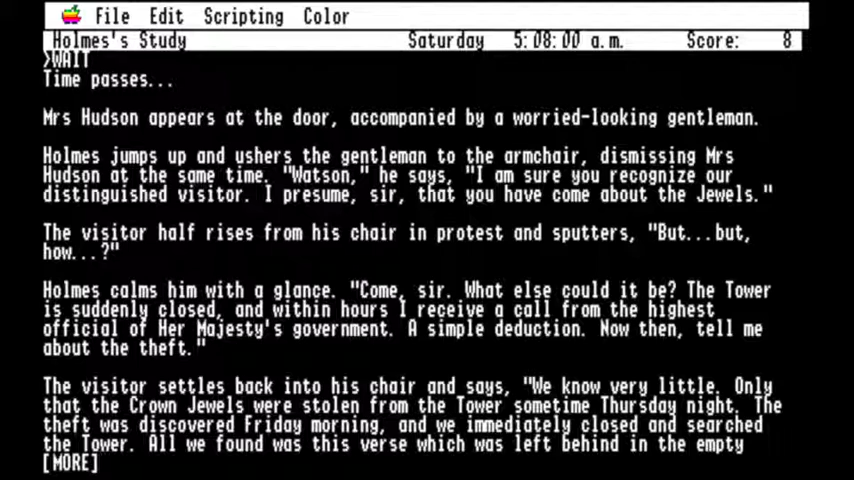 File Edit Scripting Color
Holmes's Study Saturday 5:08:00 a.m. Score: 8
>WAIT
Time passes...
Mrs Hudson appears at the door, accompanied by a worried-looking gentleman.
Holmes jumps up and ushers the gentleman to the armchair, dismissing Mrs
Hudson at the same time. "Watson," he says, "I am sure you recognize our
distinguished visitor. I presume, sir, that you have come about the Jewels."
The visitor half rises from his chair in protest and sputters, "But...but,
how...?"
Holmes calms him with a glance. "Come, sir. What else could it be? The Tower
is suddenly closed, and within hours I receive a call from the highest
official of Her Majesty's government. A simple deduction. Now then, tell me
about the theft."
The visitor settles back into his chair and says, "We know very little. Only
that the Crown Jewels were stolen from the Tower sometime Thursday night. The
theft was discovered Friday morning, and we immediately closed and searched
the Tower. All we found was this verse which was left behind in the empty
[MORE]